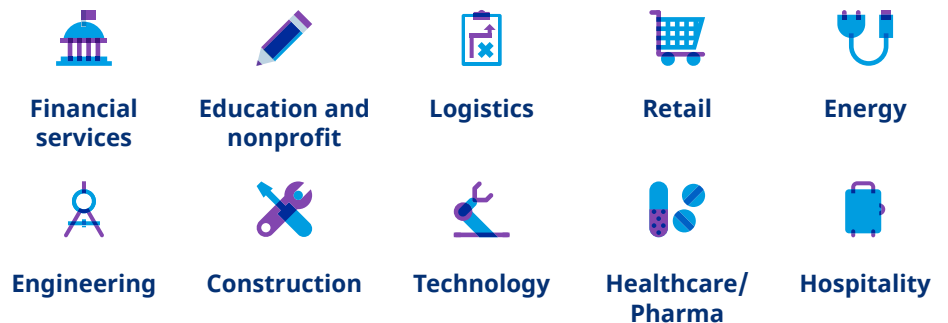 Financial
services
Education and
nonprofit
Logistics
Retail
Energy
Engineering
Construction
Technology
Healthcare/
Pharma
Hospitality